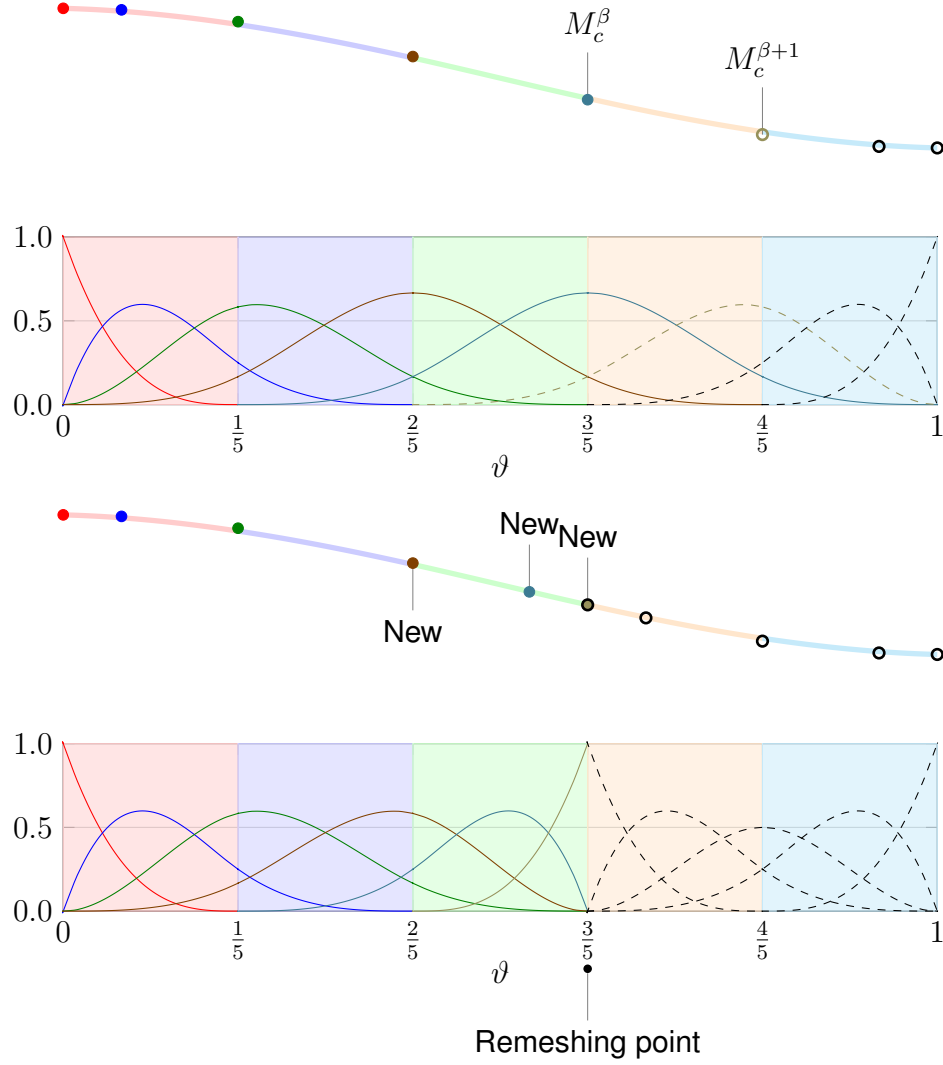 M_c^β
M_c^{β+1}
1.0
0.5
0.0
0 1/5 2/5 3/5 4/5 1
ϑ
New New
New
1.0
0.5
0.0
0 1/5 2/5 3/5 4/5 1
ϑ
Remeshing point